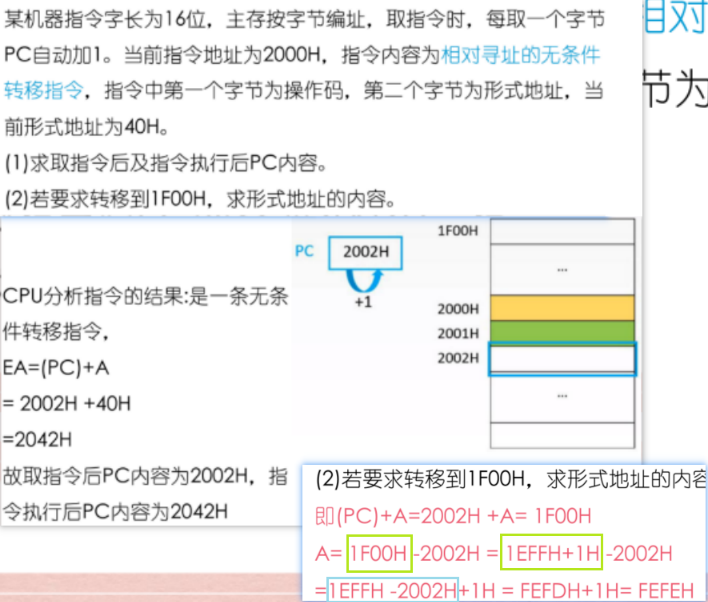 某机器指令字长为16位，主存按字节编址，取指令时，每取一个字节
PC自动加1。当前指令地址为2000H，指令内容为相对寻址的无条件
转移指令，指令中第一个字节为操作码，第二个字节为形式地址，当
前形式地址为40H。
(1)求取指令后及指令执行后PC内容。
(2)若要求转移到1F00H，求形式地址的内容。
相对
节为
CPU分析指令的结果:是一条无条
件转移指令，
EA=(PC)+A
= 2002H +40H
=2042H
故取指令后PC内容为2002H，指
令执行后PC内容为2042H
PC 2002H
+1
1F00H
...
2000H
2001H
2002H
...
(2)若要求转移到1F00H，求形式地址的内容
即(PC)+A=2002H +A= 1F00H
A= 1F00H -2002H = 1EFFH+1H -2002H
=1EFFH -2002H+1H = FEFDH+1H= FEFEH